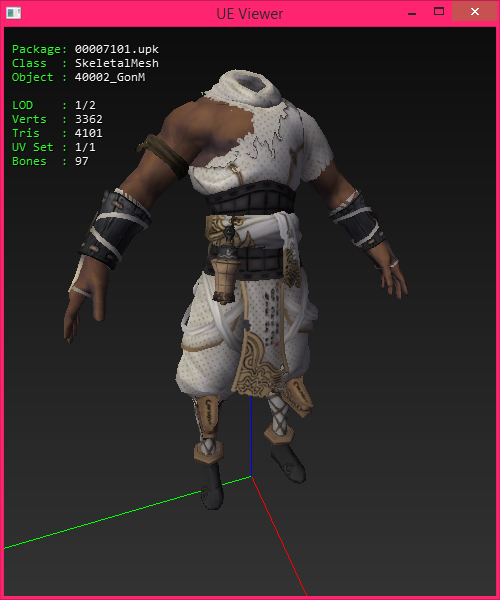 UE Viewer
Package: 00007101.upk
Class : SkeletalMesh
Object : 40002_GonM
LOD : 1/2
Verts : 3362
Tris : 4101
UV Set : 1/1
Bones : 97